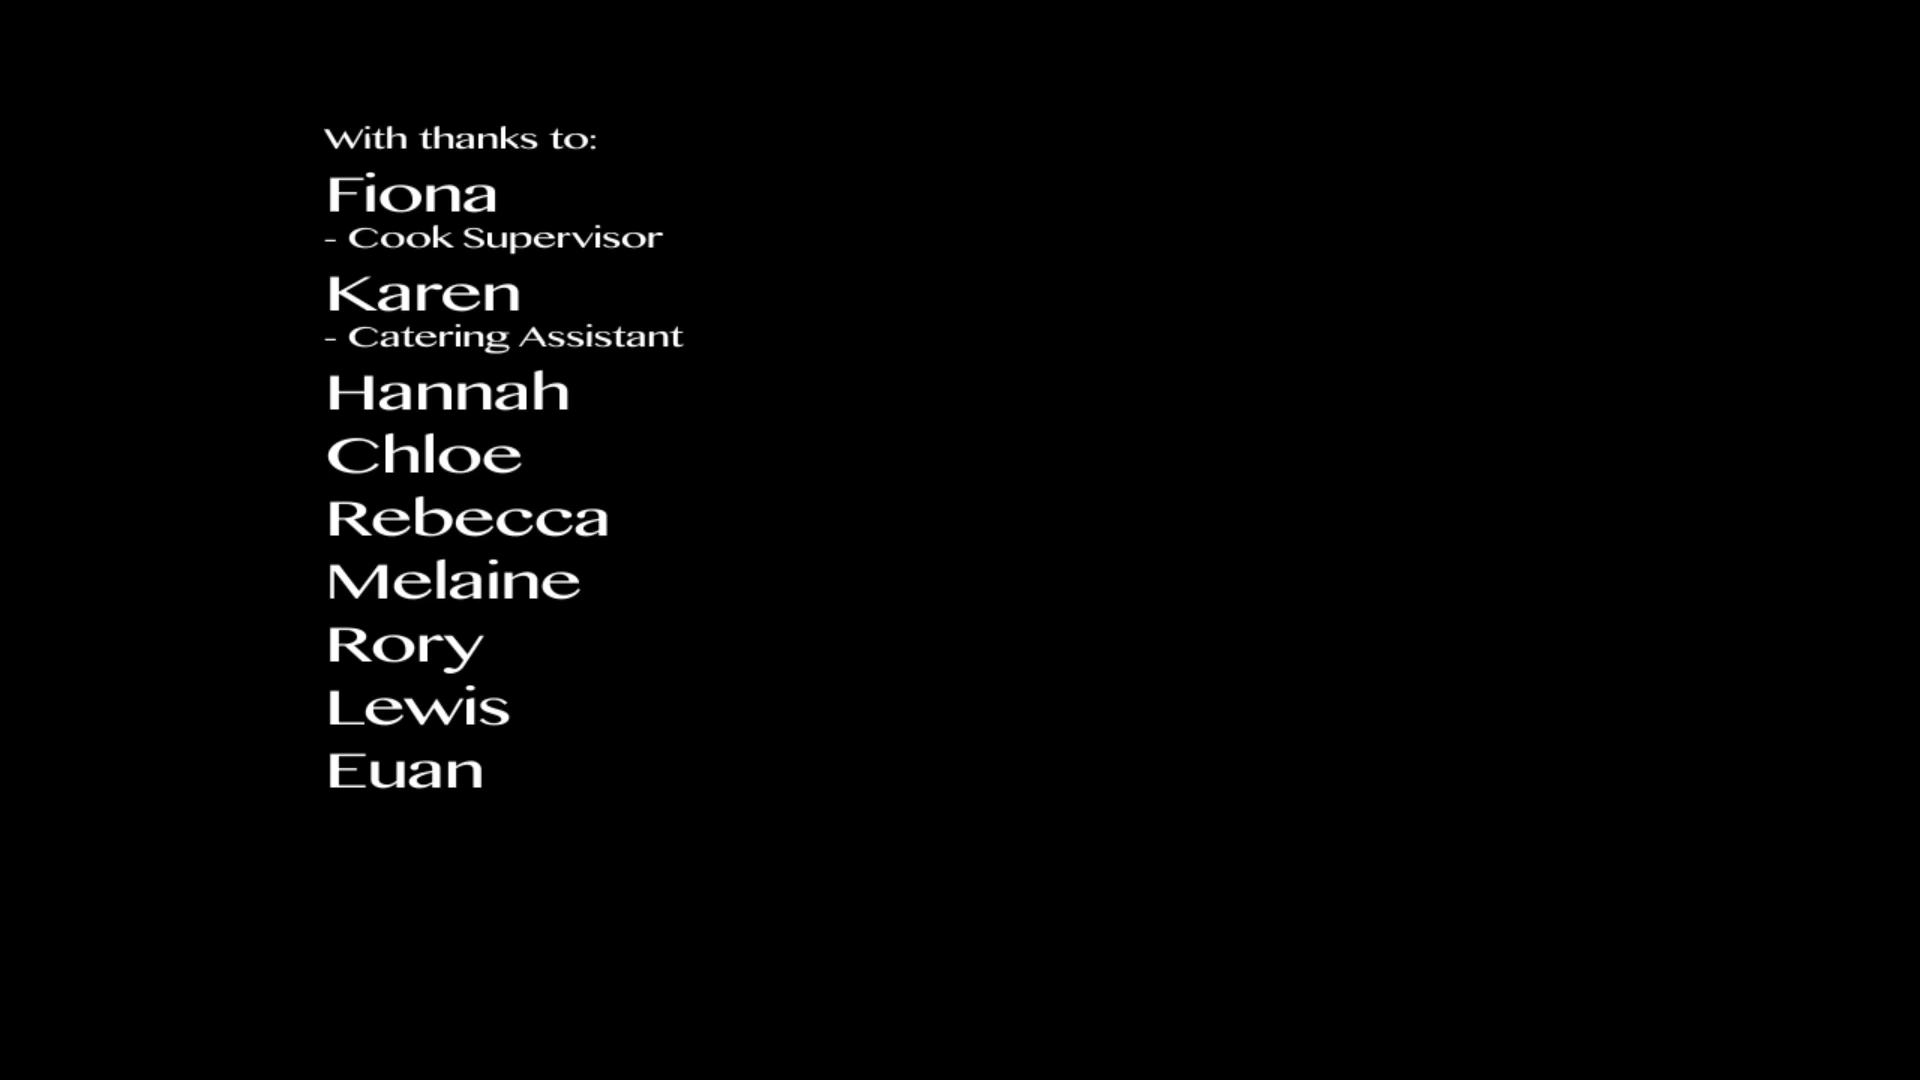 With thanks to:
Fiona
- Cook Supervisor
Karen
- Catering Assistant
Hannah
Chloe
Rebecca
Melaine
Rory
Lewis
Euan